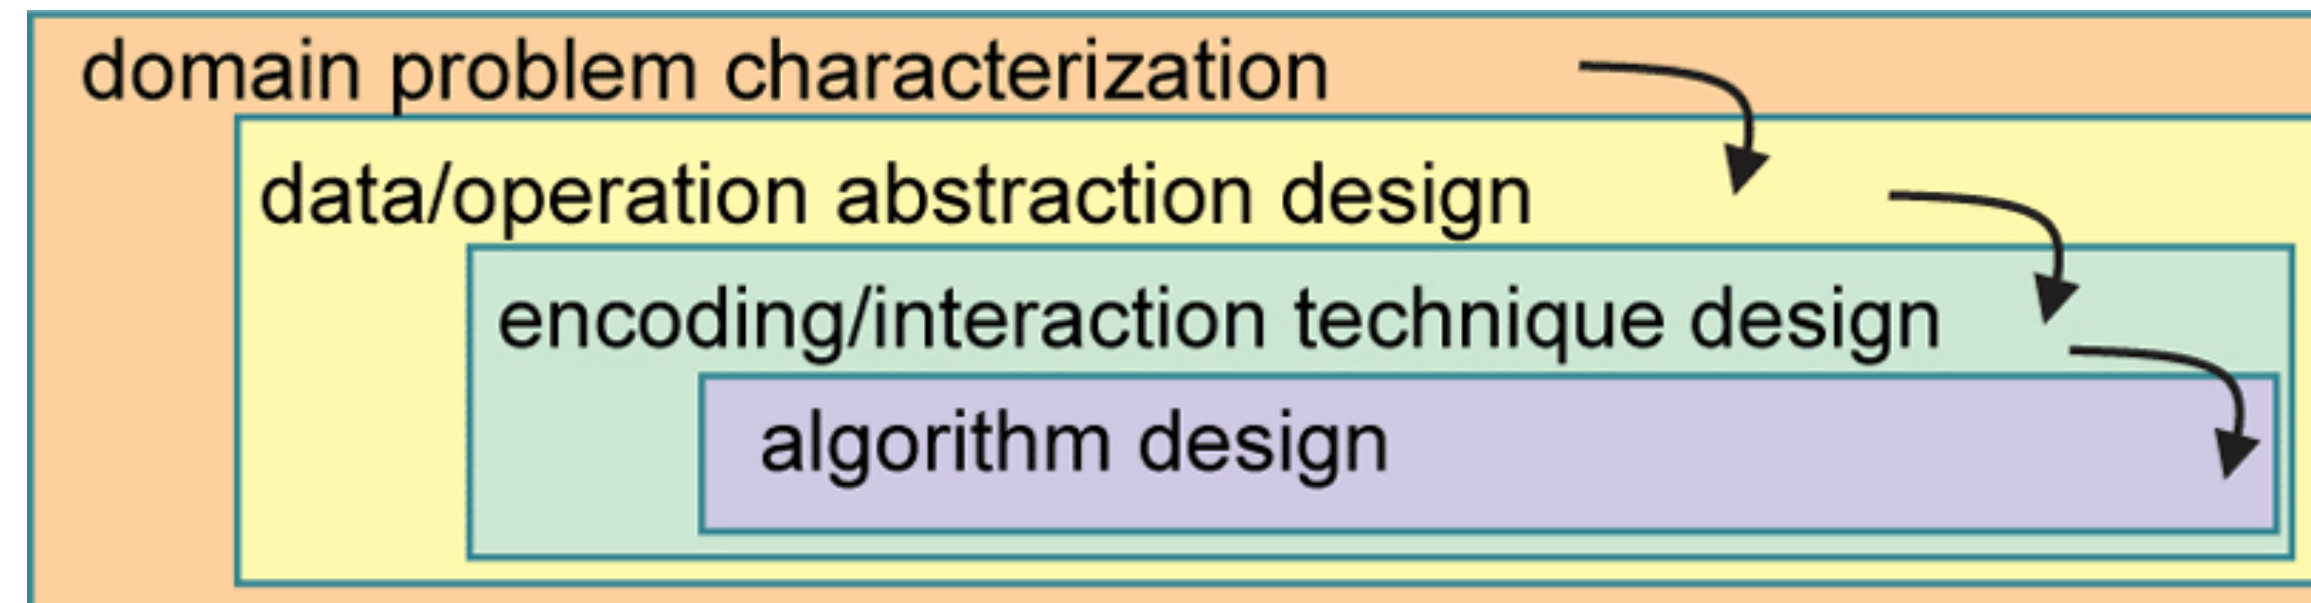 domain problem characterization
data/operation abstraction design
encoding/interaction technique design
algorithm design